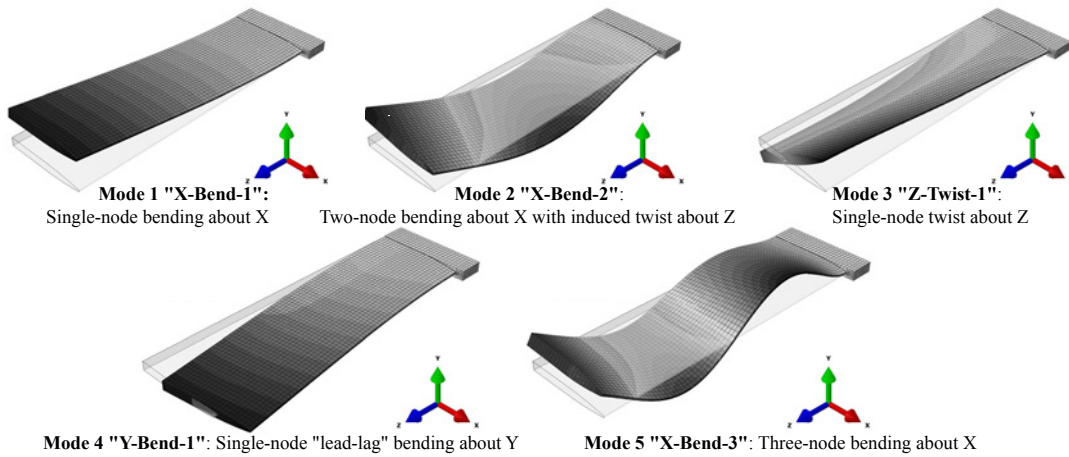 Y
Z
X
Y
Z
X
Y
Z
X
Mode 1 "X-Bend-1":
Single-node bending about X
Mode 2 "X-Bend-2":
Two-node bending about X with induced twist about Z
Mode 3 "Z-Twist-1":
Single-node twist about Z
Y
Z
X
Y
Z
X
Mode 4 "Y-Bend-1": Single-node "lead-lag" bending about Y
Mode 5 "X-Bend-3": Three-node bending about X